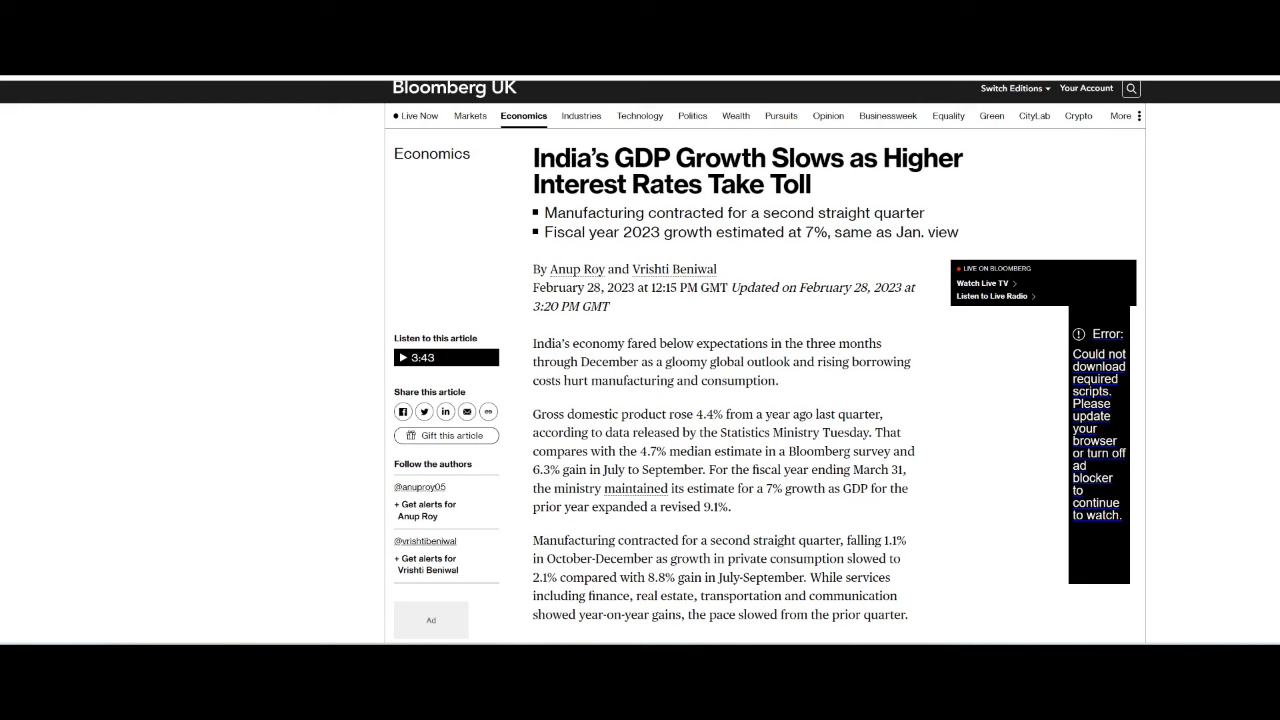 Bloomberg UK
Switch Editions
Your Account
Live Now Markets Economics Industries Technology Politics Wealth Pursuits Opinion Businessweek Equality Green CityLab Crypto More
Economics
India’s GDP Growth Slows as Higher
Interest Rates Take Toll
Manufacturing contracted for a second straight quarter
Fiscal year 2023 growth estimated at 7%, same as Jan. view
By Anup Roy and Vrishti Beniwal
February 28, 2023 at 12:15 PM GMT Updated on February 28, 2023 at
3:20 PM GMT
Listen to this article
3:43
Share this article
Gift this article
Follow the authors
@anuproy05
+ Get alerts for
Anup Roy
@vrishtibeniwal
+ Get alerts for
Vrishti Beniwal
Ad
India’s economy fared below expectations in the three months
through December as a gloomy global outlook and rising borrowing
costs hurt manufacturing and consumption.
Gross domestic product rose 4.4% from a year ago last quarter,
according to data released by the Statistics Ministry Tuesday. That
compares with the 4.7% median estimate in a Bloomberg survey and
6.3% gain in July to September. For the fiscal year ending March 31,
the ministry maintained its estimate for a 7% growth as GDP for the
prior year expanded a revised 9.1%.
Manufacturing contracted for a second straight quarter, falling 1.1%
in October-December as growth in private consumption slowed to
2.1% compared with 8.8% gain in July-September. While services
including finance, real estate, transportation and communication
showed year-on-year gains, the pace slowed from the prior quarter.
LIVE ON BLOOMBERG
Watch Live TV
Listen to Live Radio
Error:
Could not
download
required
scripts.
Please
update
your
browser
or turn off
ad
blocker
to
continue
to watch.